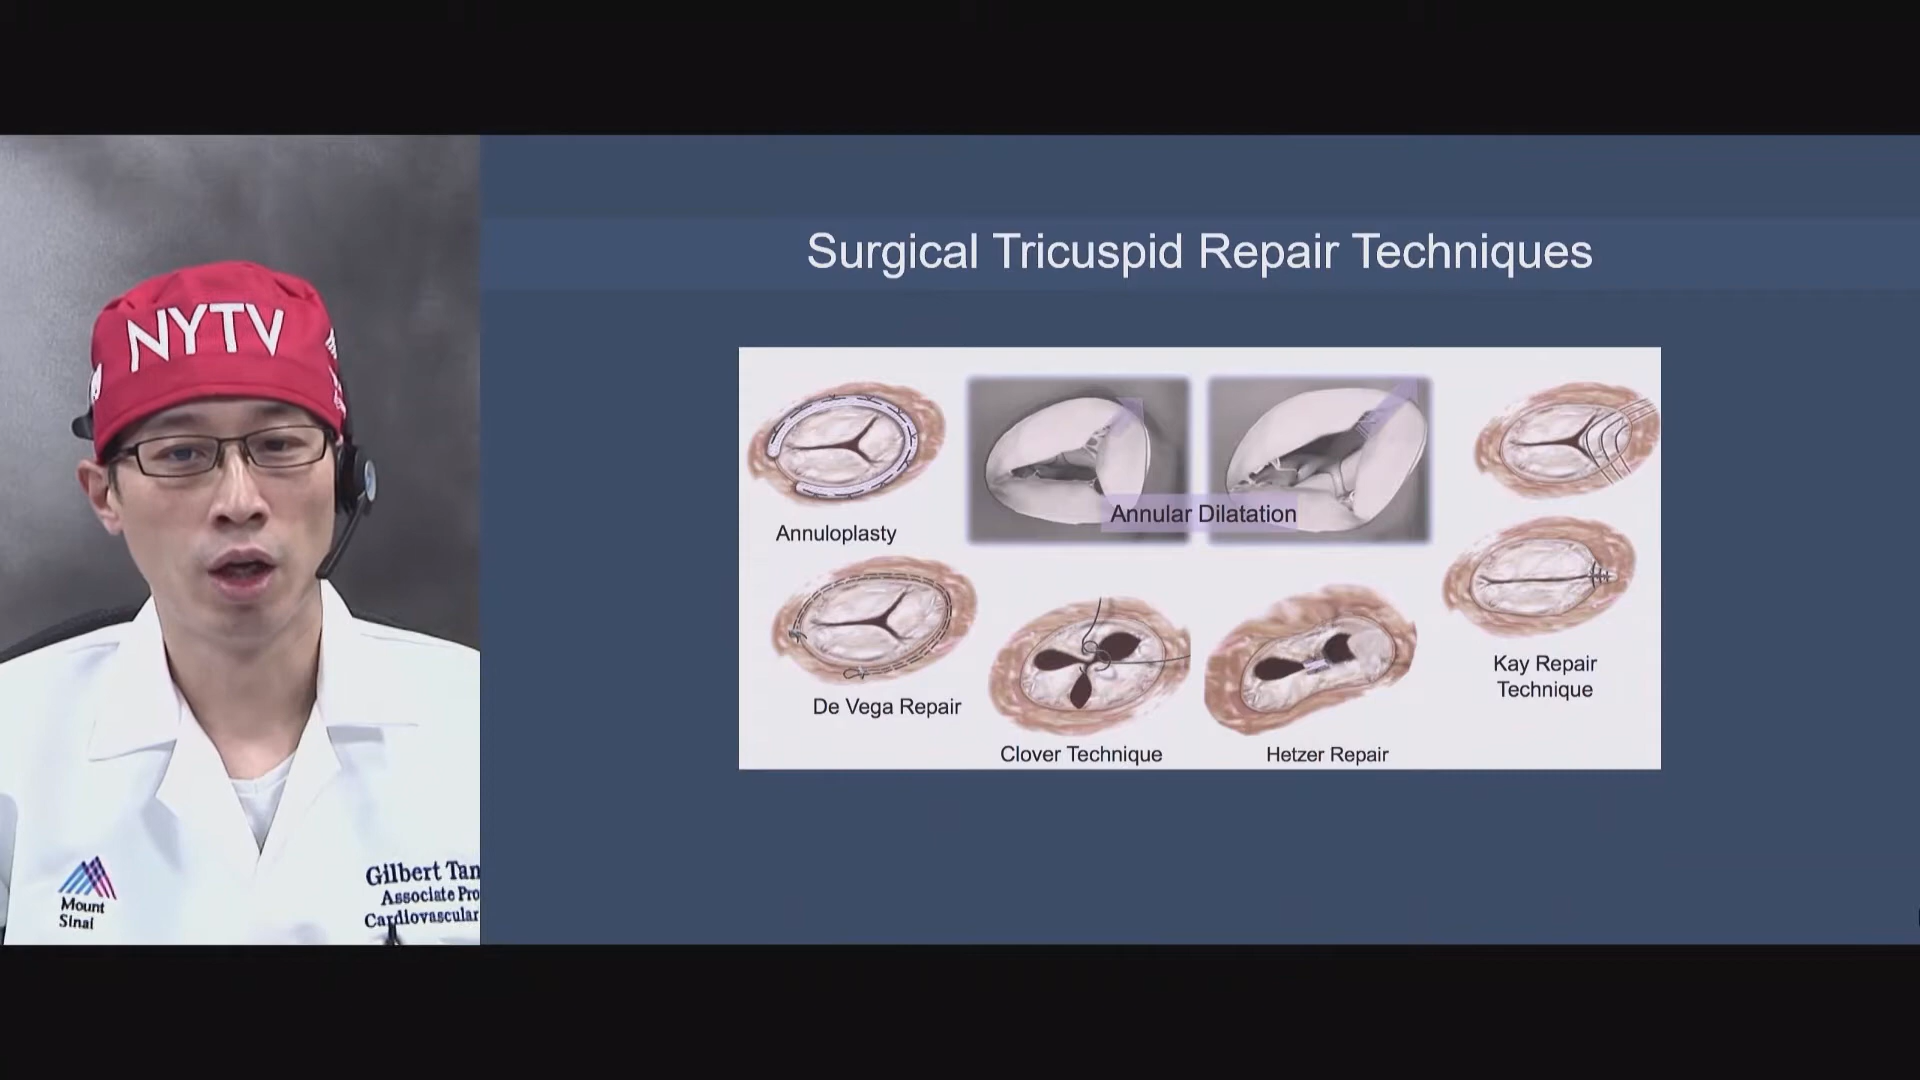 NYTV
Mount
Sinai
Gilbert Tan
Associate Pro
Cardiovascular
Surgical Tricuspid Repair Techniques
Annuloplasty
Annular Dilatation
De Vega Repair
Clover Technique
Hetzer Repair
Kay Repair
Technique